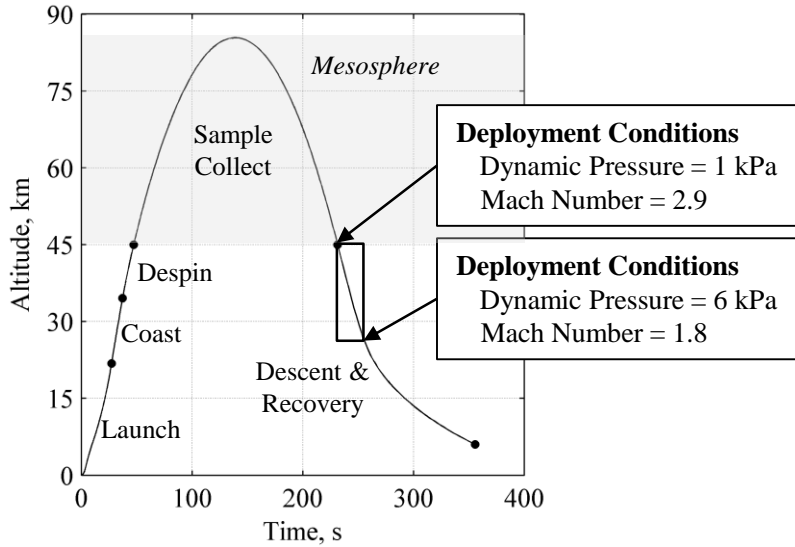 90
Mesosphere
75
Deployment Conditions
Dynamic Pressure = 1 kPa
Mach Number = 2.9
Sample
Collect
60
Altitude, km
45
Despin
Deployment Conditions
Dynamic Pressure = 6 kPa
Mach Number = 1.8
30
Coast
Descent &
Recovery
15
Launch
0
0 100 200 300 400
Time, s